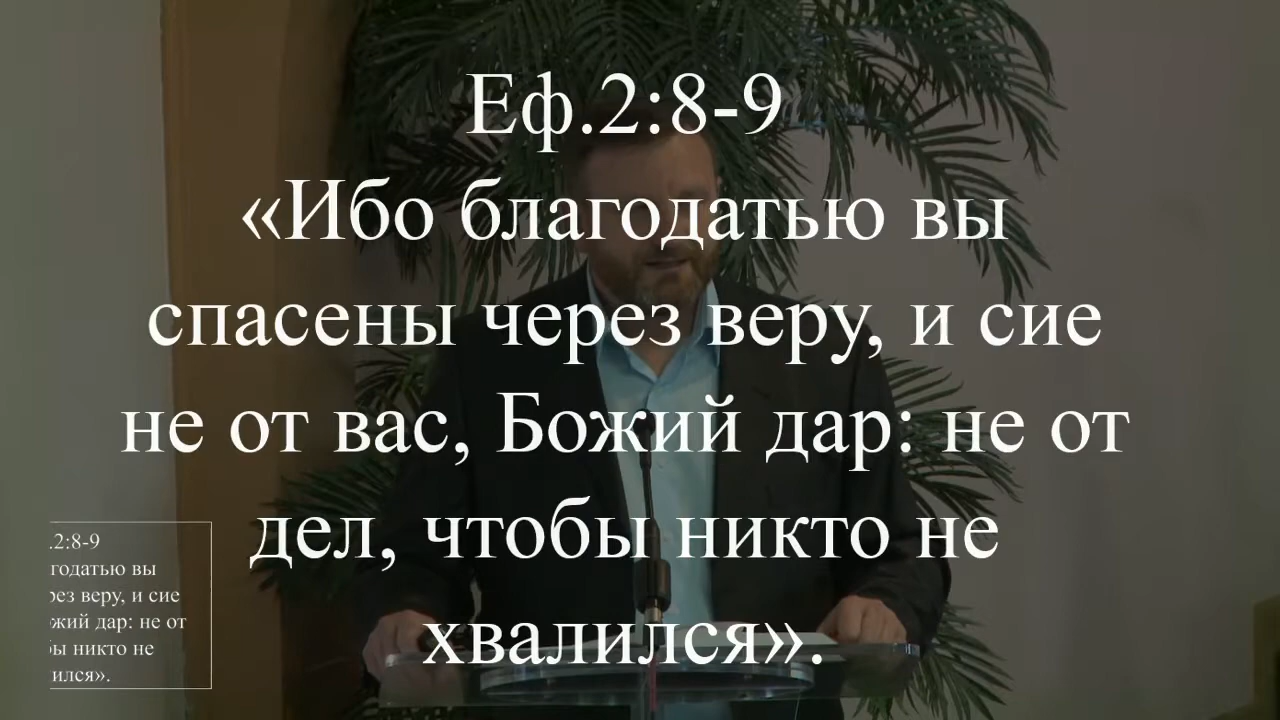 Еф.2:8-9
«Ибо благодатью вы
спасены через веру, и сие
не от вас, Божий дар: не от
дел, чтобы никто не
хвалился».
.2:8-9
годатью вы
рез веру, и сие
жий дар: не от
ы никто не
ился».